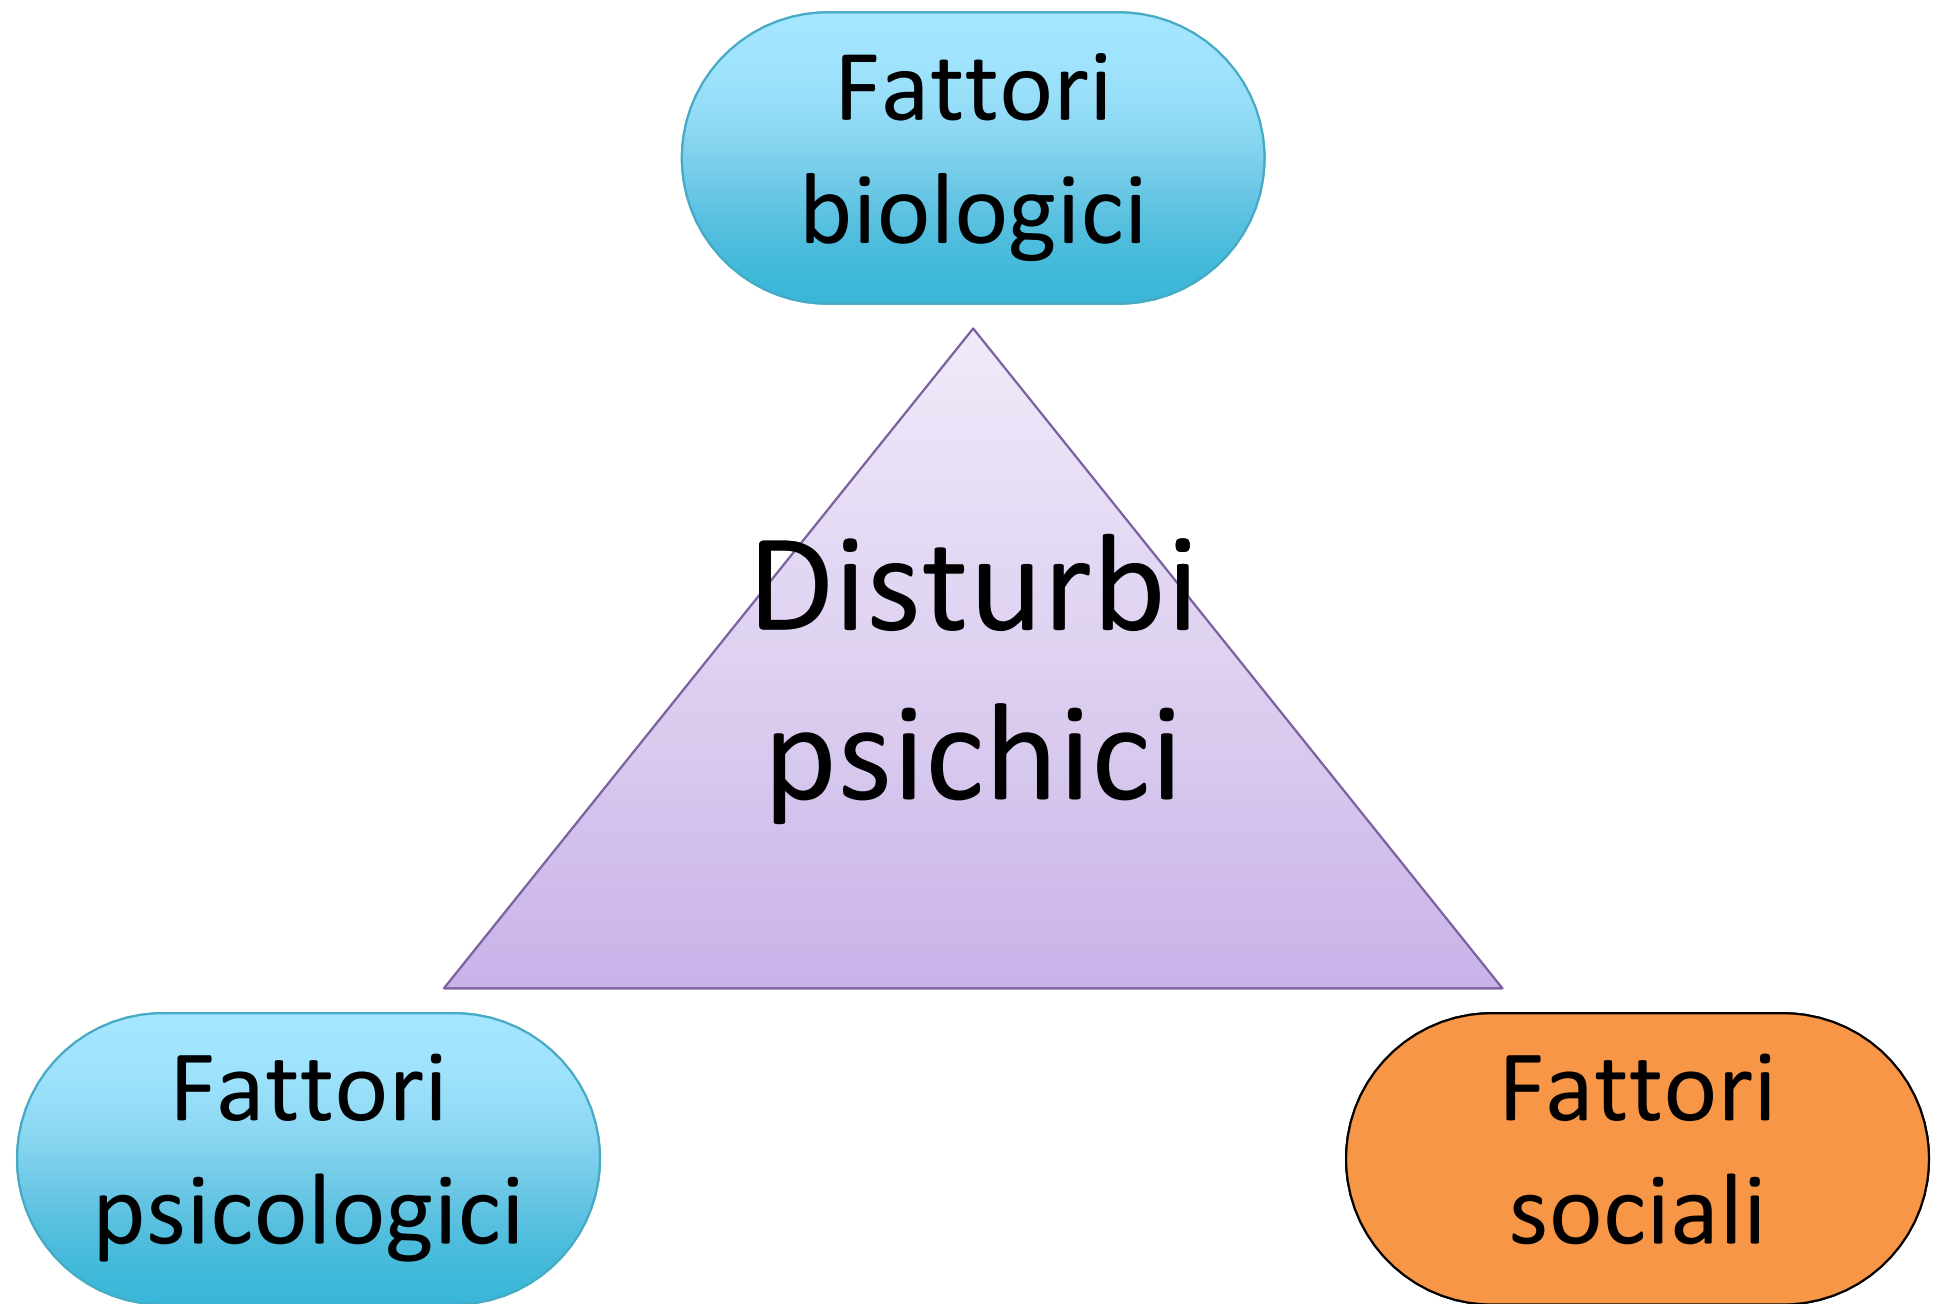 Fattori
biologici
Disturbi
psichici
Fattori
psicologici
Fattori
sociali